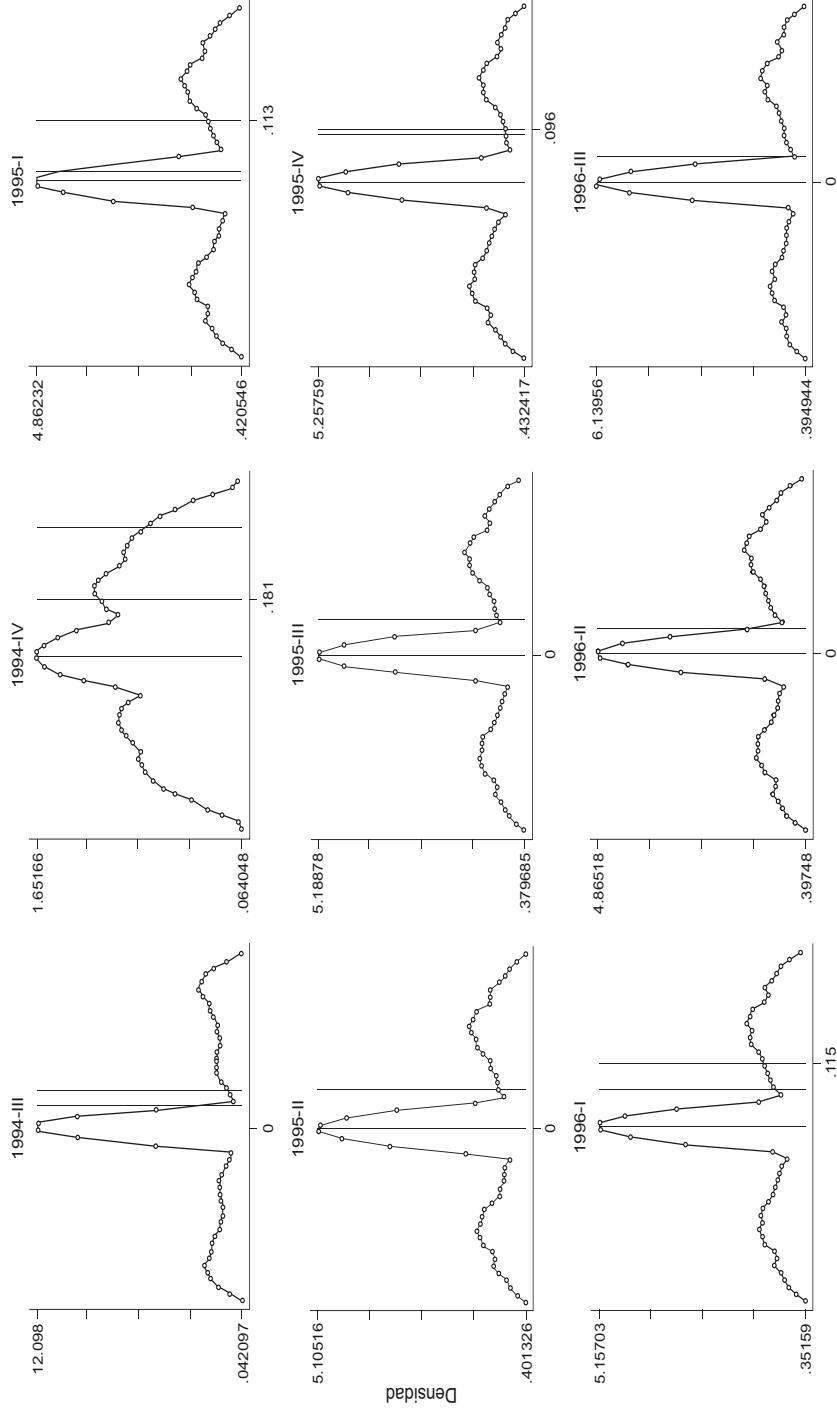 Densidad
1994-III
12.098
.042097
0
1994-IV
1.65166
.064048
.181
1995-I
4.86232
.420546
.113
1995-II
5.10516
.401326
0
1995-III
5.18878
.379685
0
1995-IV
5.25759
.432417
.096
1996-I
5.15703
.35159
.115
1996-II
4.86518
.39748
0
1996-III
6.13956
.394944
0